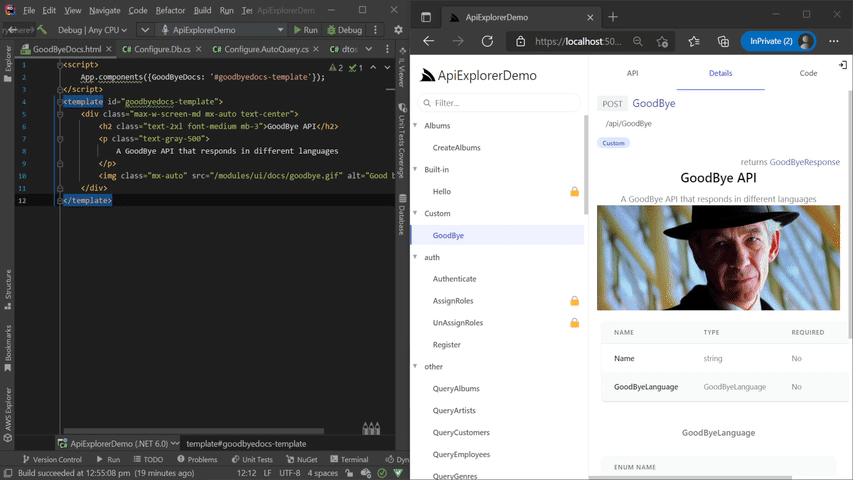 File Edit View Navigate Code Refactor Build Run Tests ApiExplorerDemo
Debug | Any CPU
ApiExplorerDemo
Run
Debug
GoodByeDocs.html
Configure.Db.cs
Configure.AutoQuery.cs
dtos
Explorer
Structure
Bookmarks
AWS Explorer
IL Viewer
Unit Tests Coverage
Database
2 1
1 <script>
2 App.components({GoodByeDocs: '#goodbyedocs-template'});
3 </script>
4 <template id="goodbyedocs-template">
5 <div class="max-w-screen-md mx-auto text-center">
6 <h2 class="text-2xl font-medium mb-3">GoodBye API</h2>
7 <p class="text-gray-500">
8 A GoodBye API that responds in different languages
9 </p>
10 <img class="mx-auto" src="/modules/ui/docs/goodbye.gif" alt="Good b
11 </div>
12 </template>
ApiExplorerDemo (.NET 6.0)
template#goodbyedocs-template
Version Control Run TODO Problems Unit Tests NuGet Terminal Dyn
Build succeeded at 12:55:08 pm (19 minutes ago)
12:12 LF UTF-8 4 spaces
ApiExplorerDemo
https://localhost:50...
InPrivate (2)
ApiExplorerDemo
Filter...
Albums
CreateAlbums
Built-in
Hello
Custom
GoodBye
auth
Authenticate
AssignRoles
UnAssignRoles
Register
other
QueryAlbums
QueryArtists
QueryCustomers
QueryEmployees
QueryGenres
API Details Code
POST GoodBye
/api/GoodBye
Custom
returns GoodByeResponse
GoodBye API
A GoodBye API that responds in different languages
NAME TYPE REQUIRED
Name string No
GoodByeLanguage GoodByeLanguage No
GoodByeLanguage
ENUM NAME